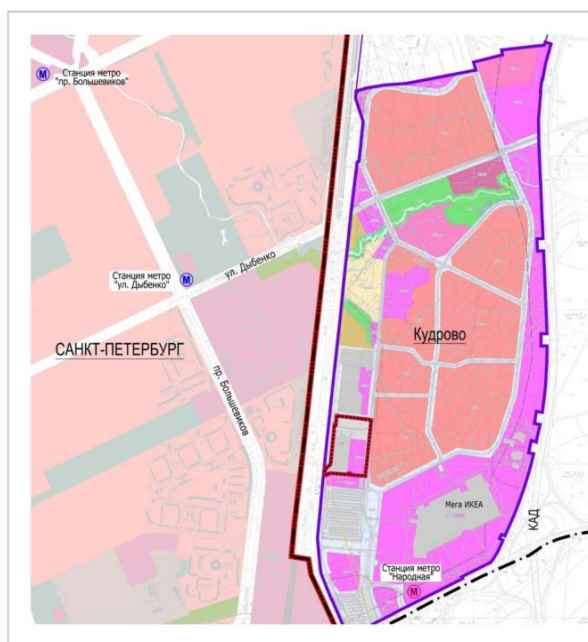 М
Станция метро
"пр. Большевиков"
Станция метро
"ул. Дыбенко"
М
ул. Дыбенко
САНКТ-ПЕТЕРБУРГ
пр. Большевиков
Кудрово
Мега ИКЕА
КАД
Станция метро
"Народная"
М